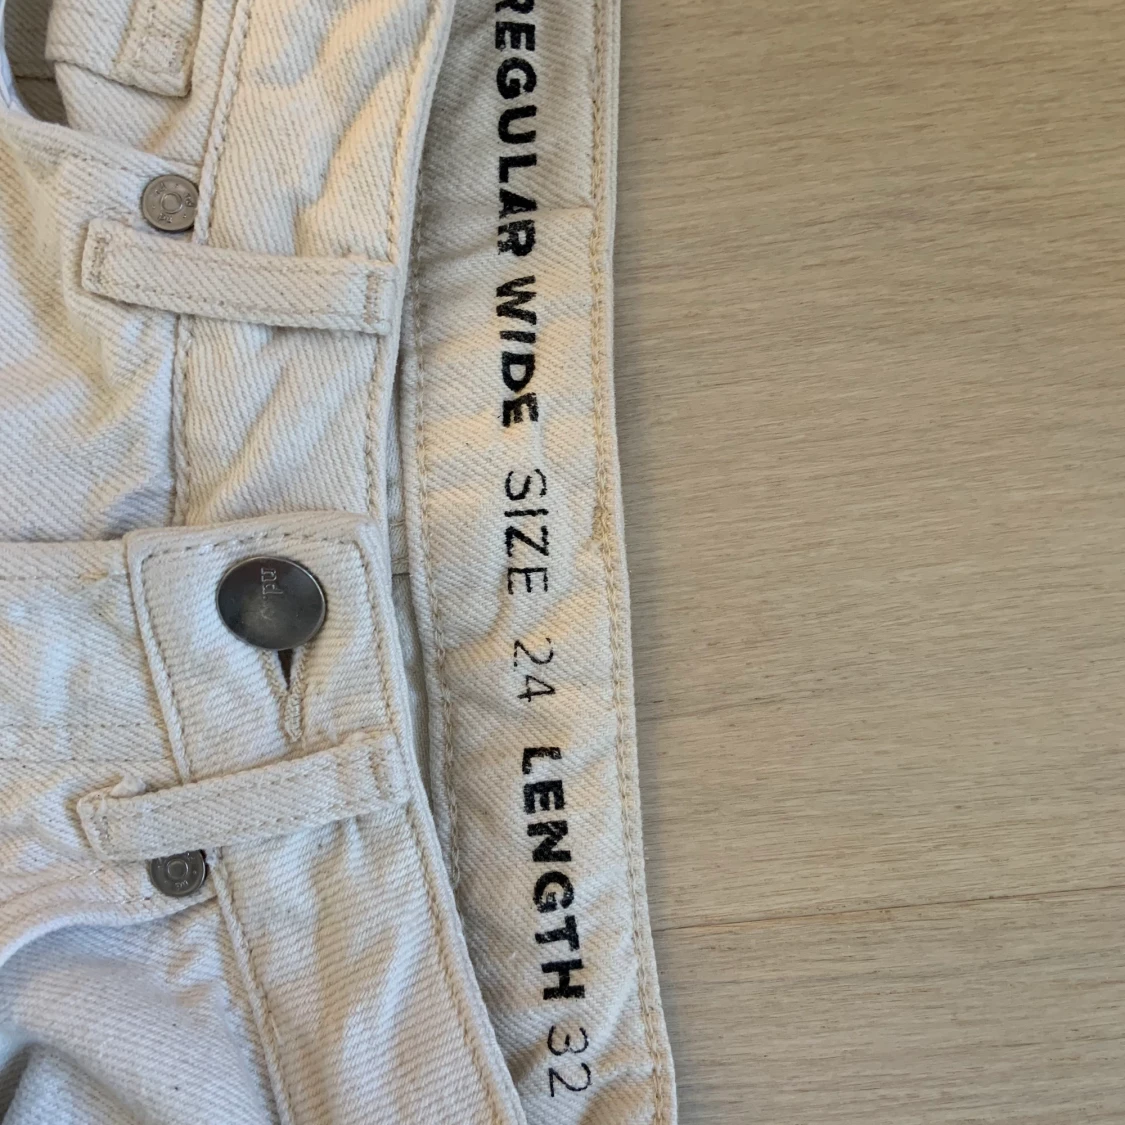 REGULAR WIDE SIZE 24 LENGTH 32